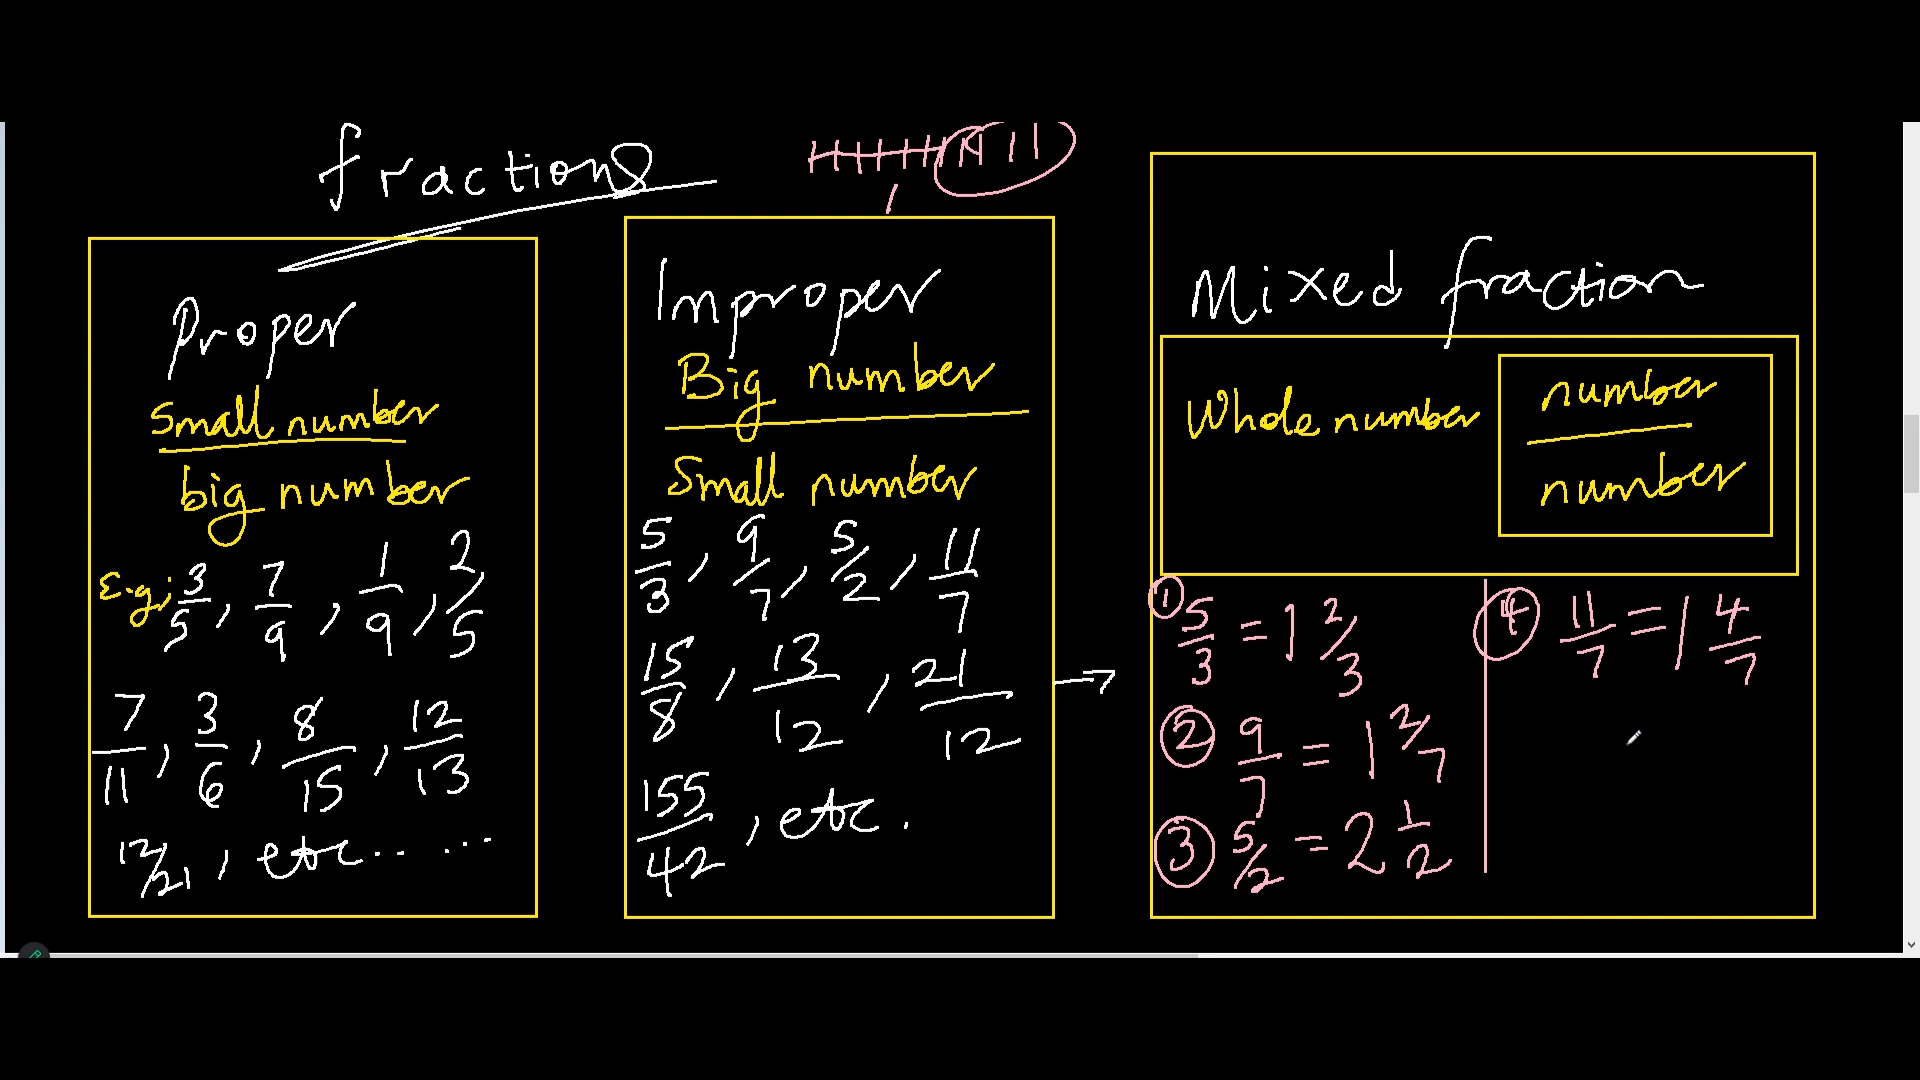 fractions
Proper
Small number
big number
E.g; 3/5, 7/9, 1/9, 2/5
7/11, 3/6, 8/15, 12/13
12/21, etc.. ...
Improper
Big number
Small number
5/3, 9/7, 5/2, 11/7
15/8, 13/12, 21/12 →
155/42, etc.
Mixed fraction
Whole number number
number
① 5/3 = 1 2/3
② 9/7 = 1 2/7
③ 5/2 = 2 1/2
④ 11/7 = 1 4/7